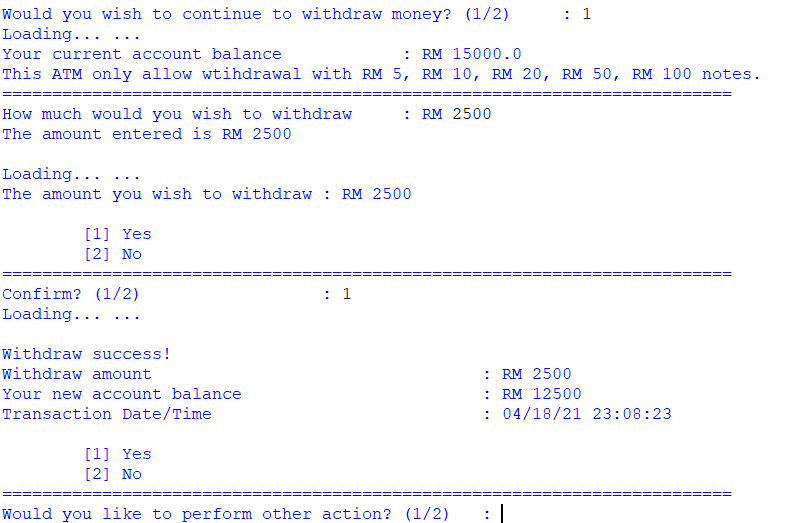 Would you wish to continue to withdraw money? (1/2)     : 1
Loading... ...
Your current account balance            : RM 15000.0
This ATM only allow wtihdrawal with RM 5, RM 10, RM 20, RM 50, RM 100 notes.
=========================================================================
How much would you wish to withdraw     : RM 2500
The amount entered is RM 2500

Loading... ...
The amount you wish to withdraw : RM 2500

        [1] Yes
        [2] No
=========================================================================
Confirm? (1/2)                  : 1
Loading... ...

Withdraw success!
Withdraw amount                                 : RM 2500
Your new account balance                        : RM 12500
Transaction Date/Time                           : 04/18/21 23:08:23

        [1] Yes
        [2] No
=========================================================================
Would you like to perform other action? (1/2)   :